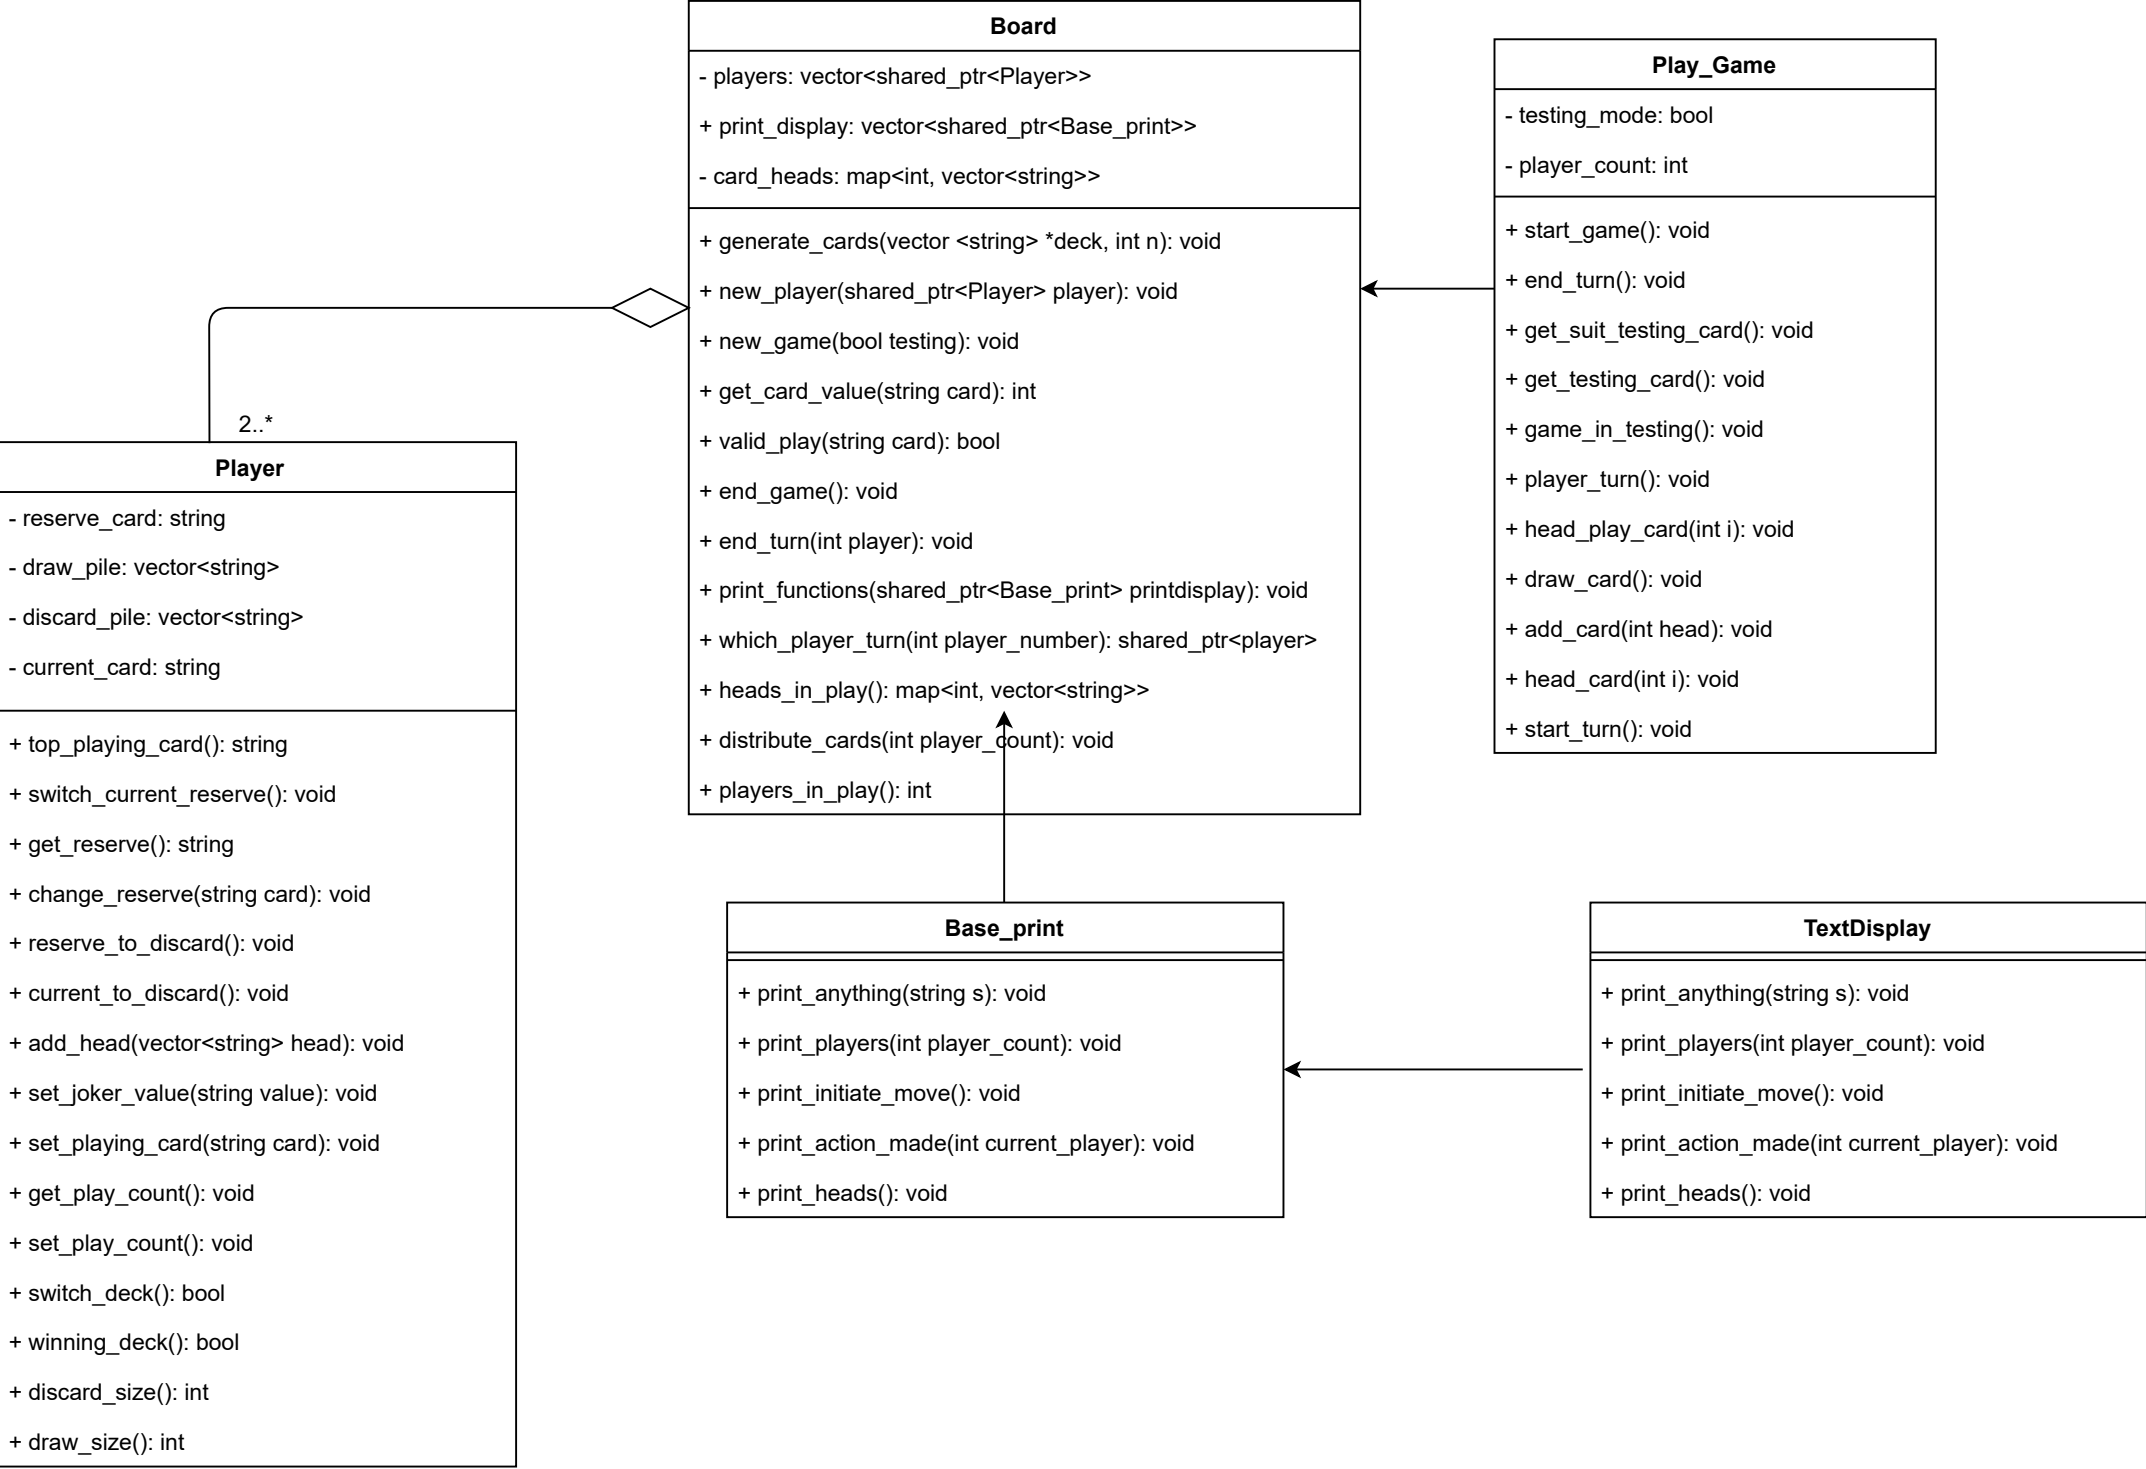 Board
- players: vector<shared_ptr<Player>>
+ print_display: vector<shared_ptr<Base_print>>
- card_heads: map<int, vector<string>>
+ generate_cards(vector <string> *deck, int n): void
+ new_player(shared_ptr<Player> player): void
+ new_game(bool testing): void
+ get_card_value(string card): int
+ valid_play(string card): bool
+ end_game(): void
+ end_turn(int player): void
+ print_functions(shared_ptr<Base_print> printdisplay): void
+ which_player_turn(int player_number): shared_ptr<player>
+ heads_in_play(): map<int, vector<string>>
+ distribute_cards(int player_count): void
+ players_in_play(): int
Play_Game
- testing_mode: bool
- player_count: int
+ start_game(): void
+ end_turn(): void
+ get_suit_testing_card(): void
+ get_testing_card(): void
+ game_in_testing(): void
+ player_turn(): void
+ head_play_card(int i): void
+ draw_card(): void
+ add_card(int head): void
+ head_card(int i): void
+ start_turn(): void
2..*
Player
- reserve_card: string
- draw_pile: vector<string>
- discard_pile: vector<string>
- current_card: string
+ top_playing_card(): string
+ switch_current_reserve(): void
+ get_reserve(): string
+ change_reserve(string card): void
+ reserve_to_discard(): void
+ current_to_discard(): void
+ add_head(vector<string> head): void
+ set_joker_value(string value): void
+ set_playing_card(string card): void
+ get_play_count(): void
+ set_play_count(): void
+ switch_deck(): bool
+ winning_deck(): bool
+ discard_size(): int
+ draw_size(): int
Base_print
+ print_anything(string s): void
+ print_players(int player_count): void
+ print_initiate_move(): void
+ print_action_made(int current_player): void
+ print_heads(): void
TextDisplay
+ print_anything(string s): void
+ print_players(int player_count): void
+ print_initiate_move(): void
+ print_action_made(int current_player): void
+ print_heads(): void